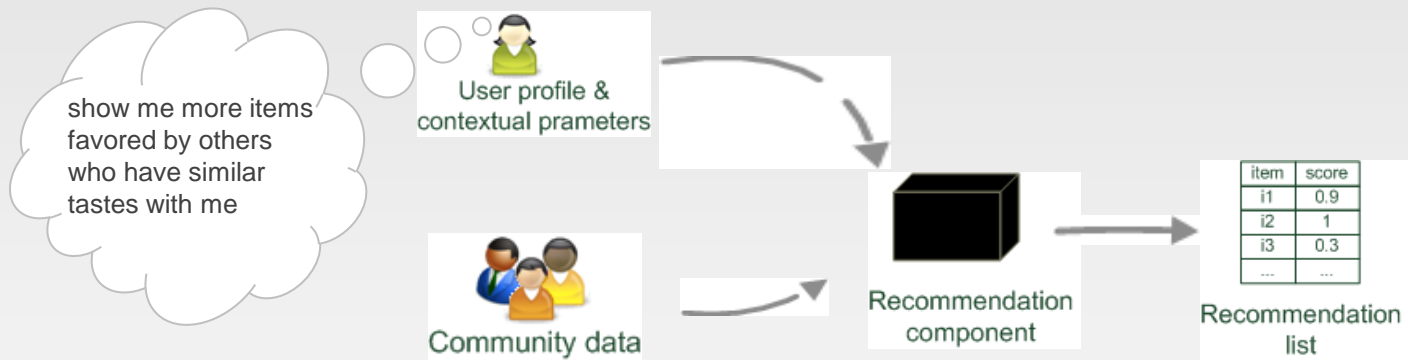 show me more items
favored by others
who have similar
tastes with me
User profile &
contextual prameters
Community data
Recommendation
component
item score
i1 0.9
i2 1
i3 0.3
... ...
Recommendation
list